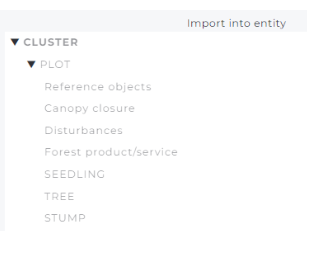 Import into entity
▼ CLUSTER
▼ PLOT
Reference objects
Canopy closure
Disturbances
Forest product/service
SEEDLING
TREE
STUMP